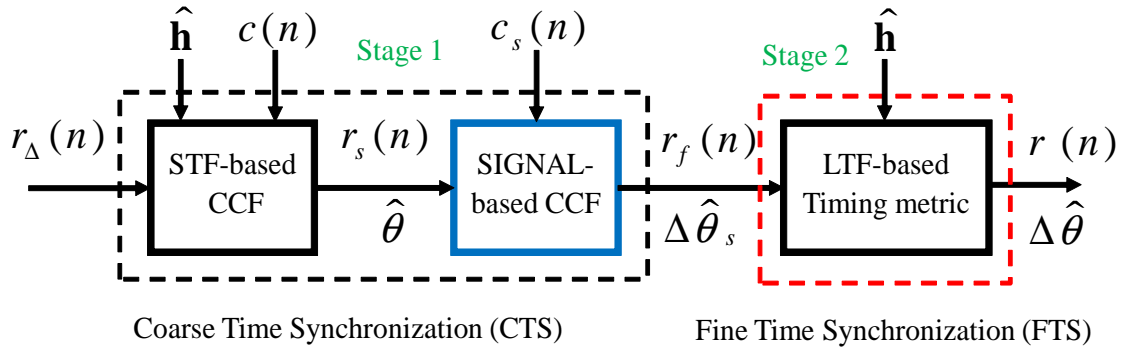 ĥ c(n) Stage 1 c_s(n) Stage 2 ĥ
r_Δ(n) r_s(n) r_f(n) r (n)
STF-based
CCF
SIGNAL-
based CCF
LTF-based
Timing metric
θ̂ Δθ̂_s Δθ̂
Coarse Time Synchronization (CTS) Fine Time Synchronization (FTS)